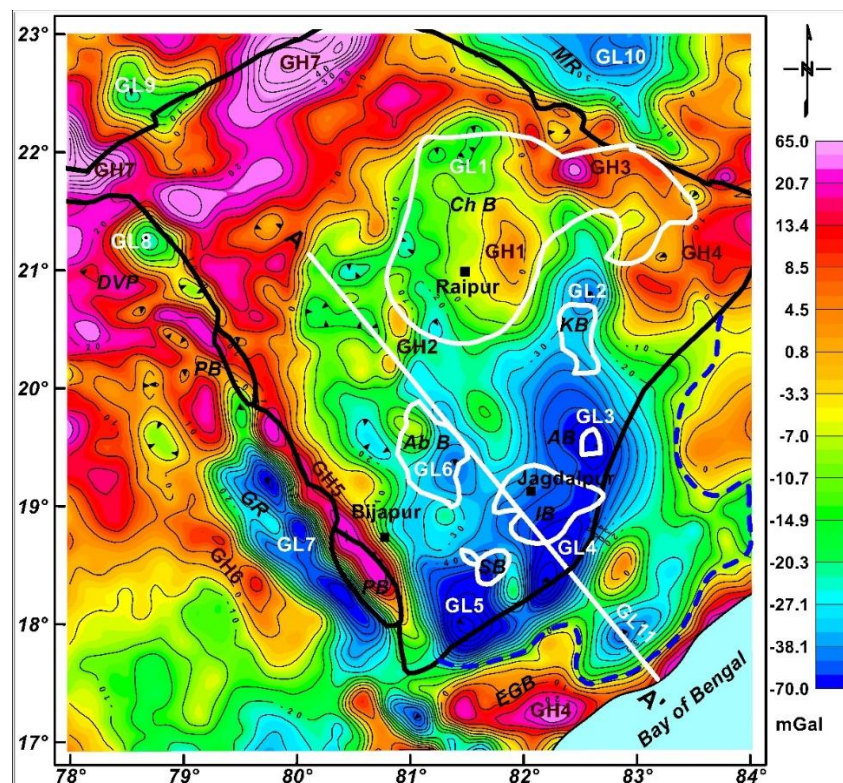 23°
22°
21°
20°
19°
18°
17°
78°
79°
80°
81°
82°
83°
84°
N
GH7
MR
GL10
GL9
GL1
GH3
GH7
Ch B
GL8
A
GH1
GH4
DVP
Raipur
GL2
KB
GH2
PB
GL3
Ab B
AB
GL6
Jagdalpur
GH5
GR
Bijapur
IB
GL7
GL4
GH6
SB
PB
GL5
GL11
EGB
GH4
A'
Bay of Bengal
65.0
20.7
13.4
8.5
4.5
0.8
-3.3
-7.0
-10.7
-14.9
-20.3
-27.1
-38.1
-70.0
mGal